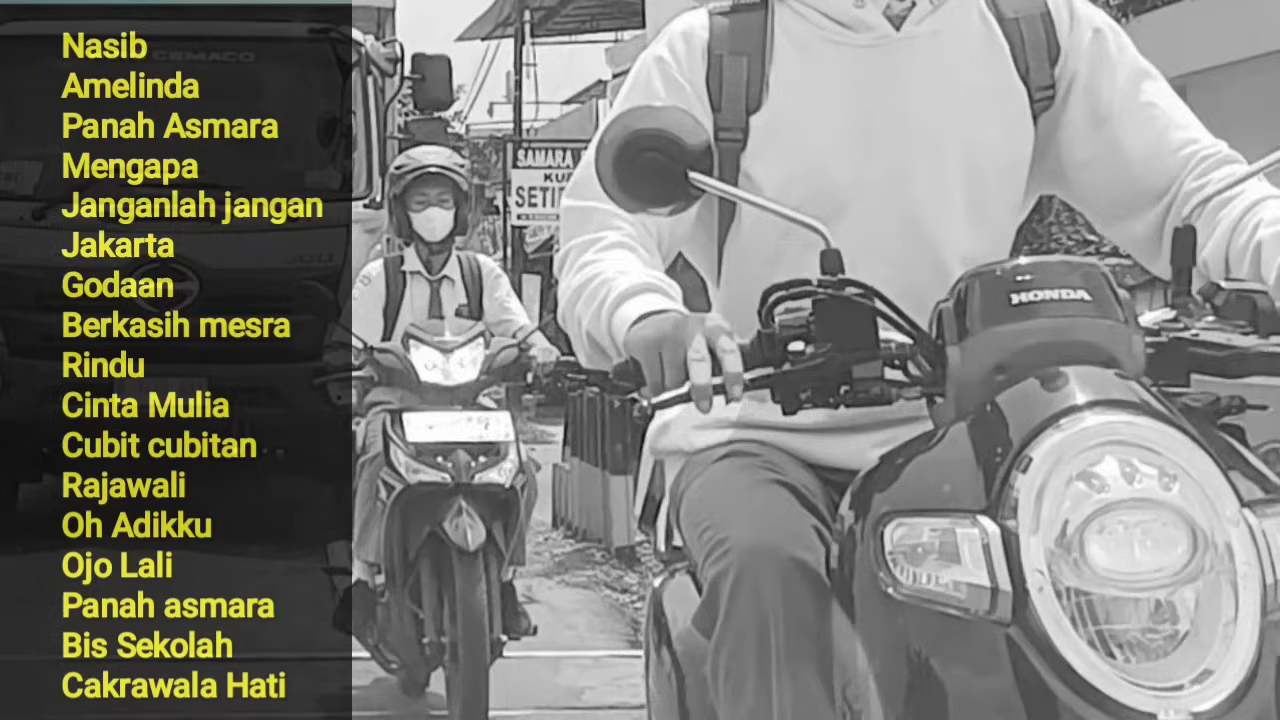 Nasib
Amelinda
Panah Asmara
Mengapa
Janganlah jangan
Jakarta
Godaan
Berkasih mesra
Rindu
Cinta Mulia
Cubit cubitan
Rajawali
Oh Adikku
Ojo Lali
Panah asmara
Bis Sekolah
Cakrawala Hati
CEMACO
SAMARA
HONDA